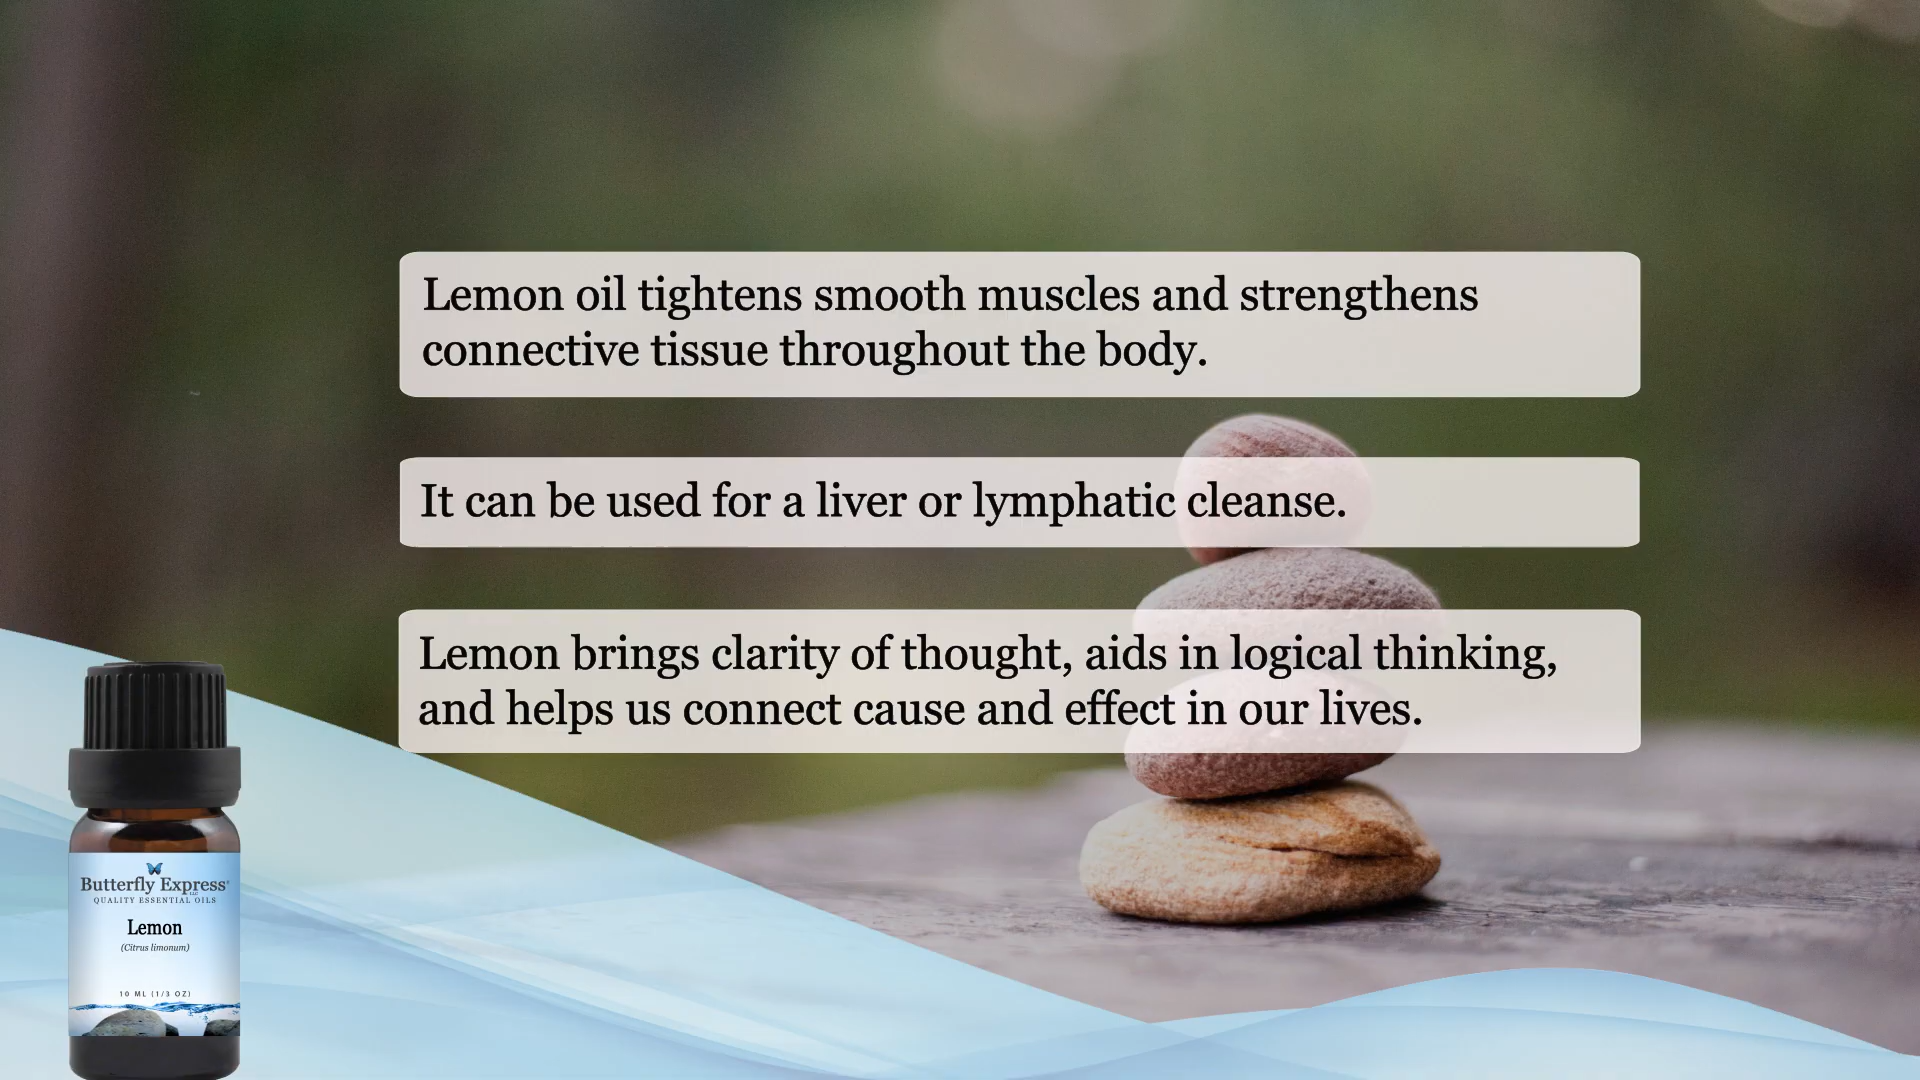 Lemon oil tightens smooth muscles and strengthens
connective tissue throughout the body.
It can be used for a liver or lymphatic cleanse.
Lemon brings clarity of thought, aids in logical thinking,
and helps us connect cause and effect in our lives.
Butterfly Express®
LLC
QUALITY ESSENTIAL OILS
Lemon
(Citrus limonum)
10 ML (1/3 OZ)